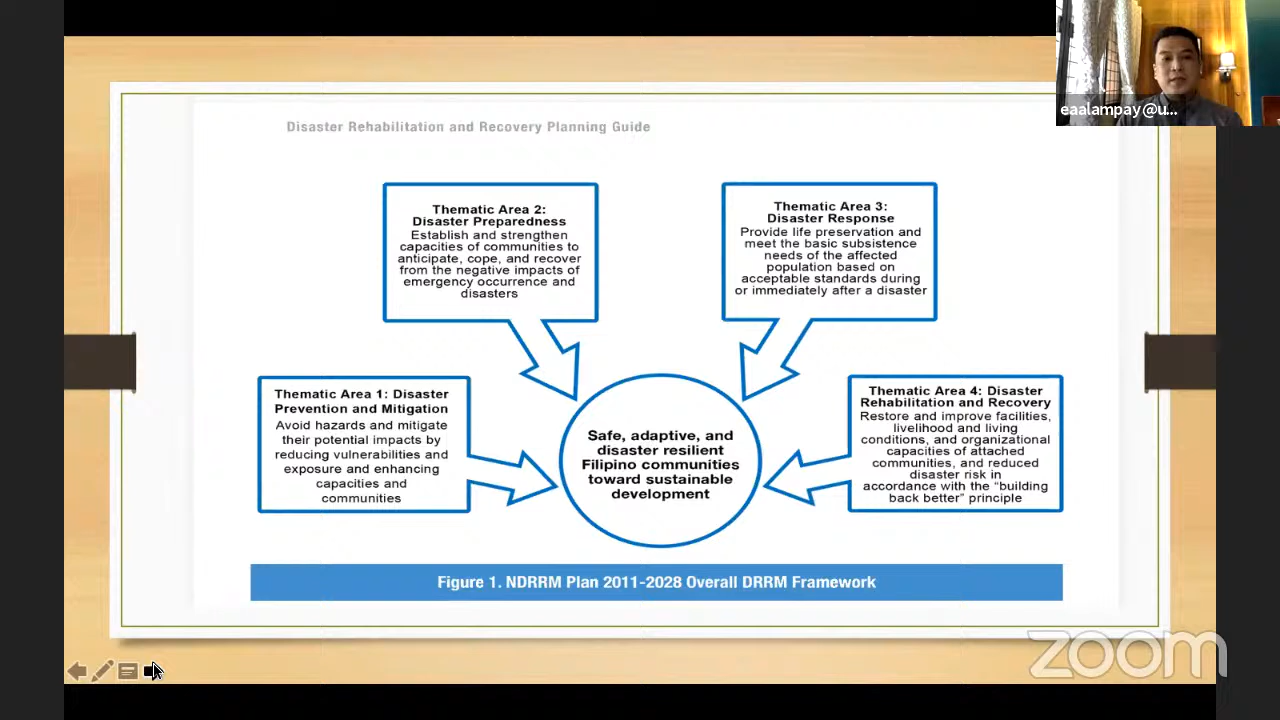 eaalampay@u...
Disaster Rehabilitation and Recovery Planning Guide
Thematic Area 2:
Disaster Preparedness
Establish and strengthen
capacities of communities to
anticipate, cope, and recover
from the negative impacts of
emergency occurrence and
disasters
Thematic Area 3:
Disaster Response
Provide life preservation and
meet the basic subsistence
needs of the affected
population based on
acceptable standards during
or immediately after a disaster
Thematic Area 1: Disaster
Prevention and Mitigation
Avoid hazards and mitigate
their potential impacts by
reducing vulnerabilities and
exposure and enhancing
capacities and
communities
Safe, adaptive, and
disaster resilient
Filipino communities
toward sustainable
development
Thematic Area 4: Disaster
Rehabilitation and Recovery
Restore and improve facilities,
livelihood and living
conditions, and organizational
capacities of attached
communities, and reduced
disaster risk in
accordance with the “building
back better” principle
Figure 1. NDRRM Plan 2011-2028 Overall DRRM Framework
zoom